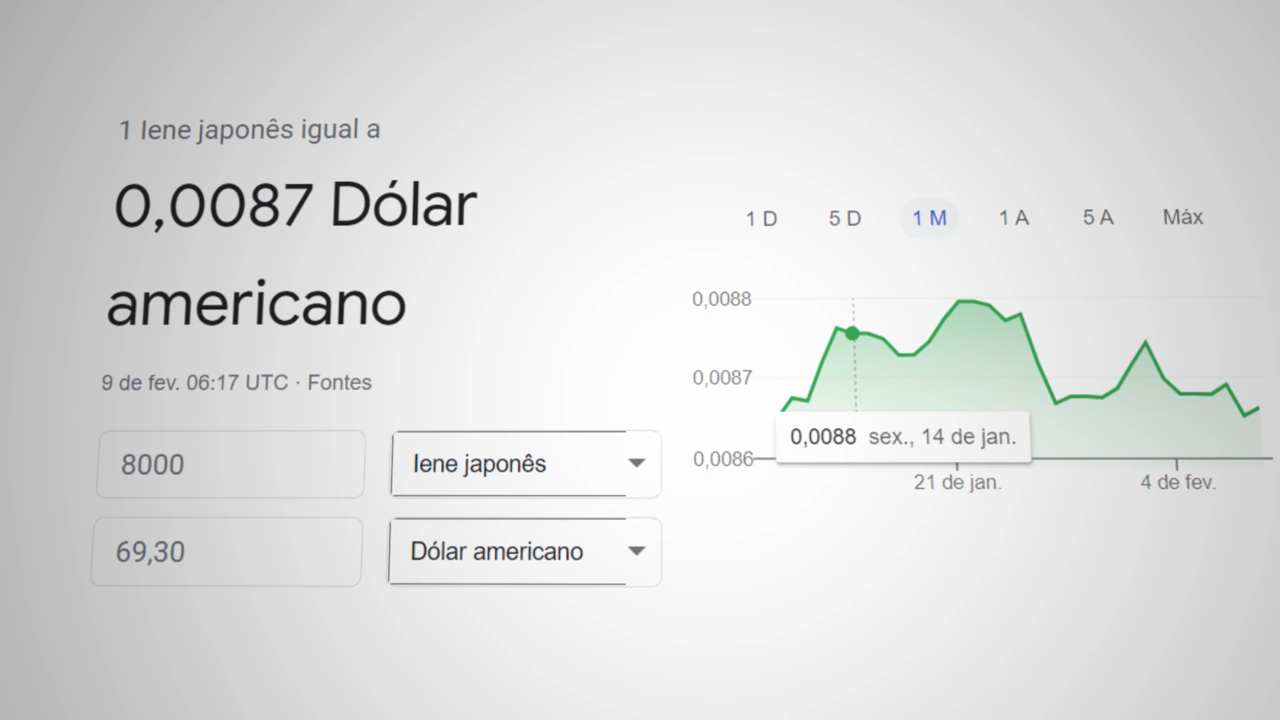 1 Iene japonês igual a
0,0087 Dólar
americano
9 de fev. 06:17 UTC · Fontes
8000
Iene japonês
69,30
Dólar americano
1 D 5 D 1 M 1 A 5 A Máx
0,0088
0,0087
0,0086
0,0088 sex., 14 de jan.
21 de jan. 4 de fev.